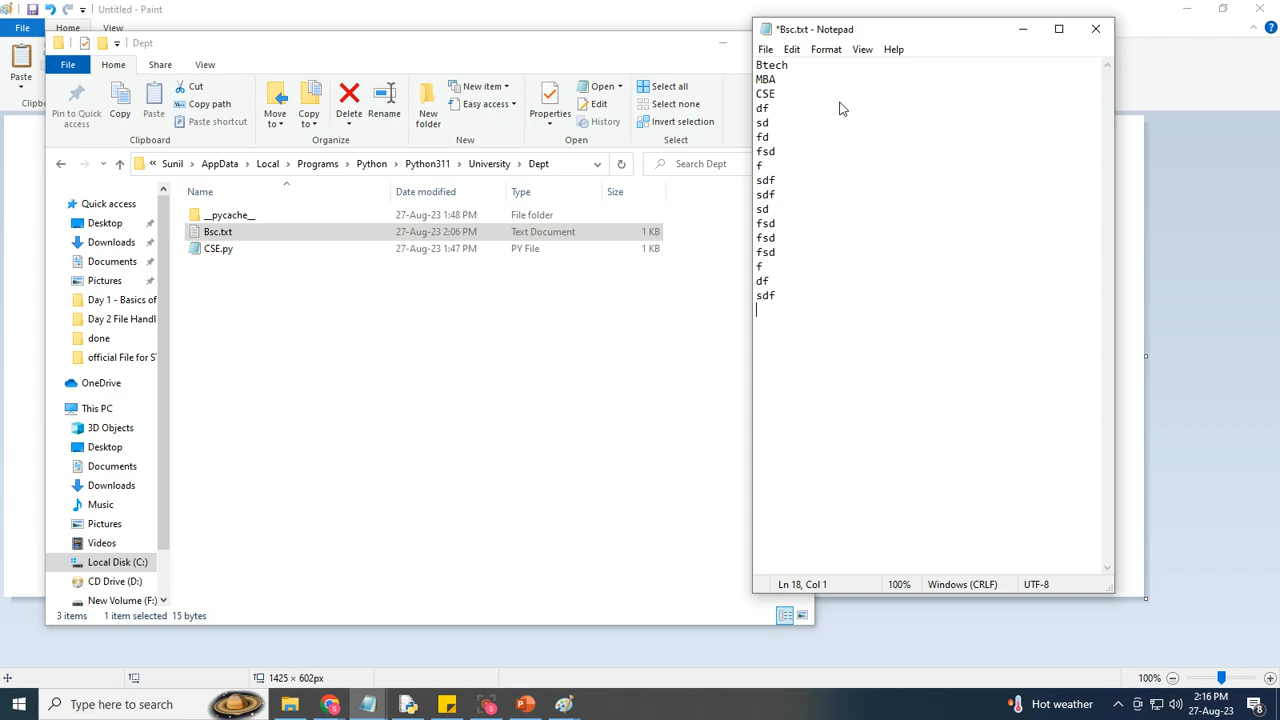 Untitled - Paint
File Home View
Paste
Clipb
Dept
File Home Share View
Pin to Quick access
Copy
Paste
Cut
Copy path
Paste shortcut
Clipboard
Move to
Copy to
Delete
Rename
Organize
New folder
New item
Easy access
New
Properties
Open
Edit
History
Open
Select all
Select none
Invert selection
Select
« Sunil > AppData > Local > Programs > Python > Python311 > University > Dept
Search Dept
Name Date modified Type Size
__pycache__ 27-Aug-23 1:48 PM File folder
Bsc.txt 27-Aug-23 2:06 PM Text Document 1 KB
CSE.py 27-Aug-23 1:47 PM PY File 1 KB
Quick access
Desktop
Downloads
Documents
Pictures
Day 1 - Basics of
Day 2 File Handl
done
official File for S
OneDrive
This PC
3D Objects
Desktop
Documents
Downloads
Music
Pictures
Videos
Local Disk (C:)
CD Drive (D:)
New Volume (F:)
3 items 1 item selected 15 bytes
*Bsc.txt - Notepad
File Edit Format View Help
Btech
MBA
CSE
df
sd
fd
fsd
f
sdf
sdf
sd
fsd
fsd
fsd
f
df
sdf
Ln 18, Col 1 100% Windows (CRLF) UTF-8
1425 × 602px 100%
Type here to search
Hot weather
2:16 PM
27-Aug-23
8